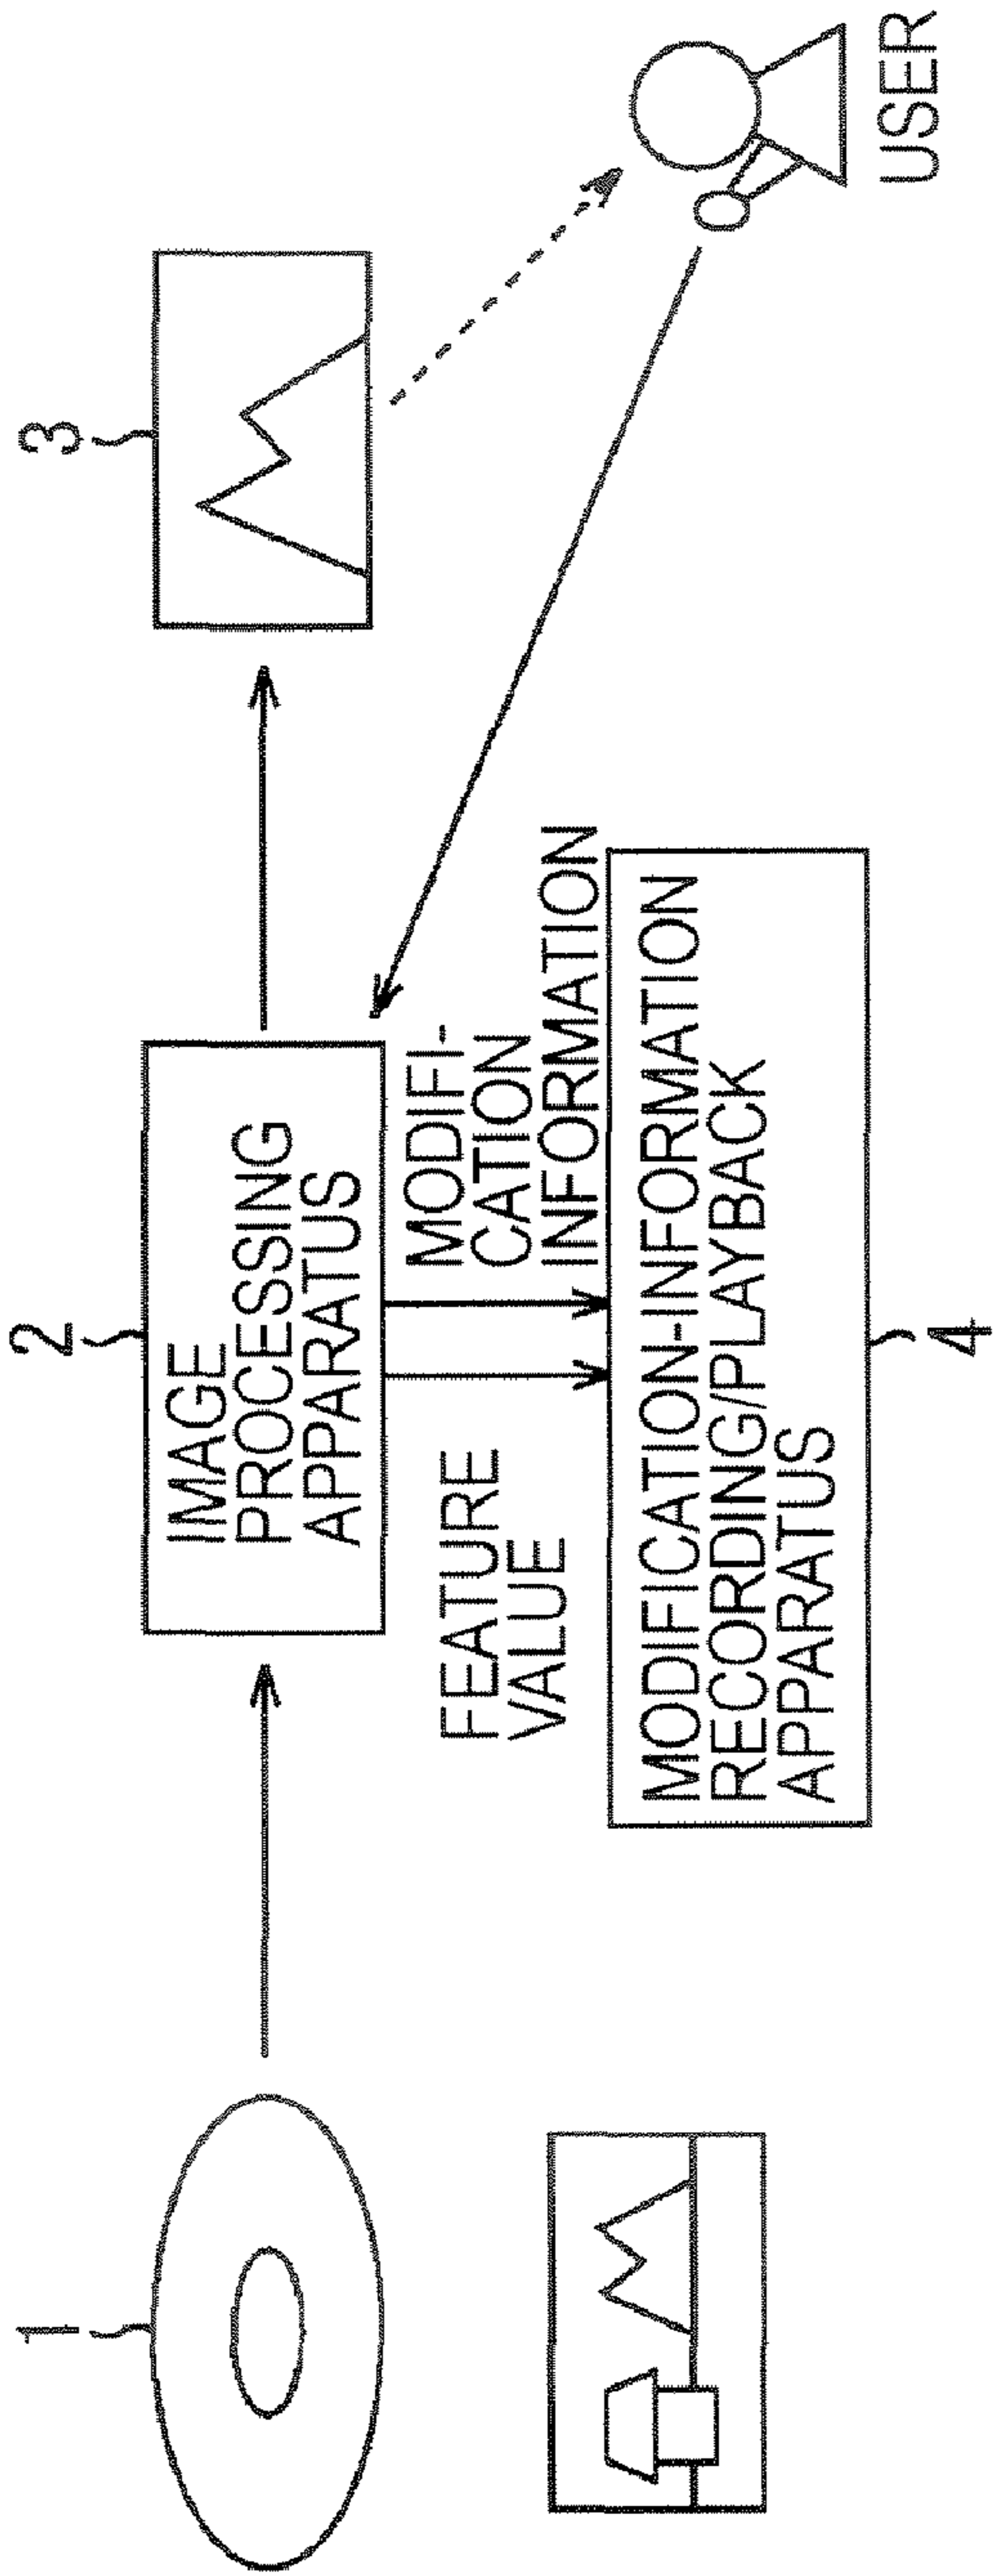 1
2
3
IMAGE
PROCESSING
APPARATUS
FEATURE
VALUE
MODIFI-
CATION
INFORMATION
MODIFICATION-INFORMATION
RECORDING/PLAYBACK
APPARATUS
4
USER